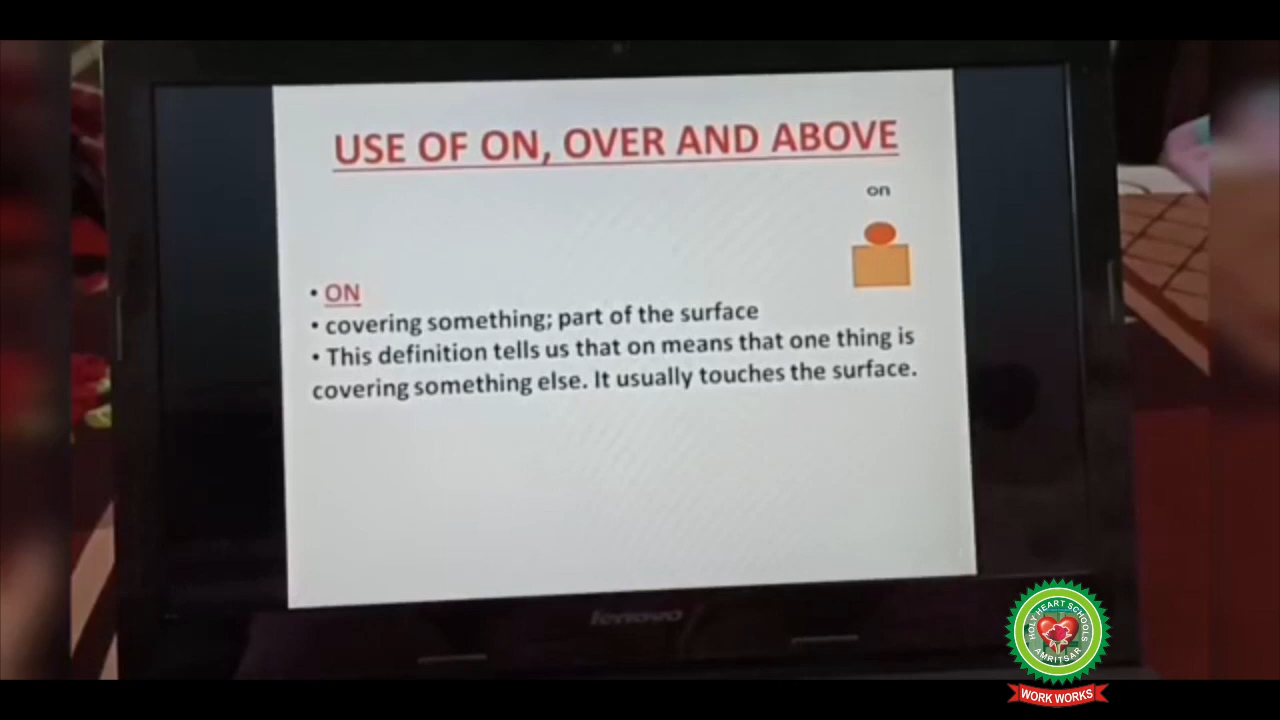 USE OF ON, OVER AND ABOVE
on
• ON
• covering something; part of the surface
• This definition tells us that on means that one thing is
covering something else. It usually touches the surface.
lenovo
HOLY HEART SCHOOLS
AMRITSAR
WORK WORKS